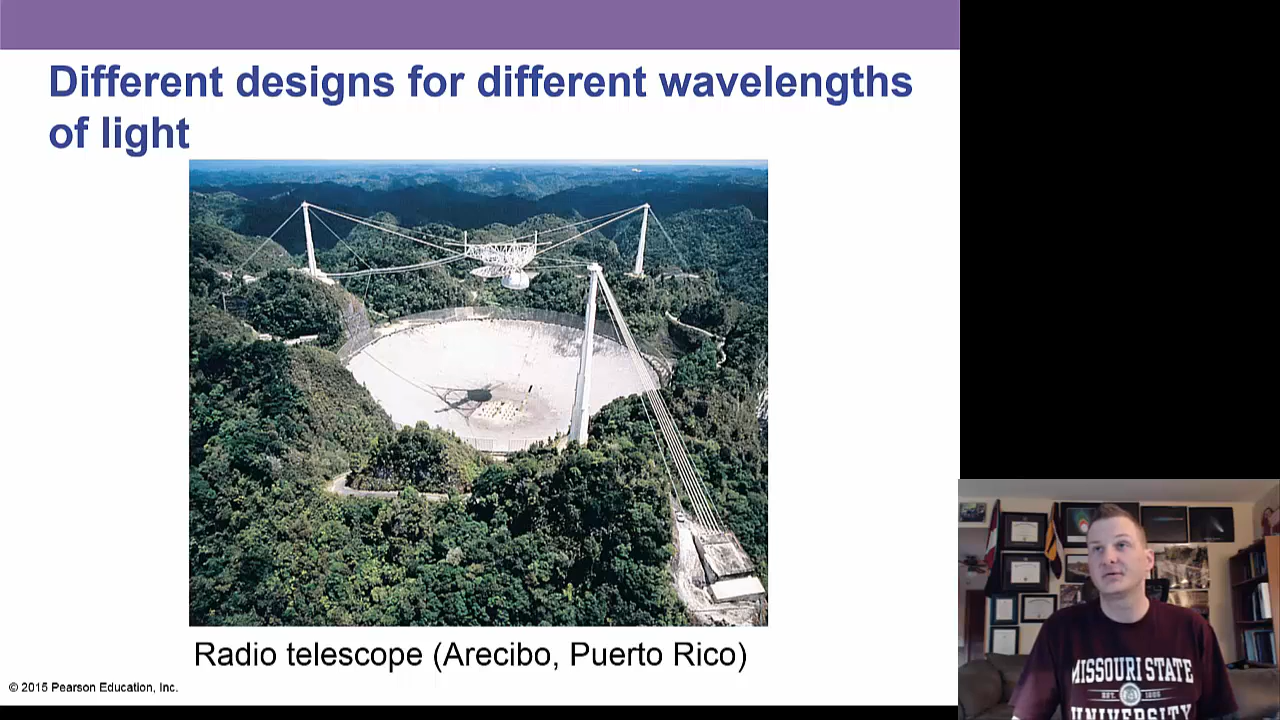 Different designs for different wavelengths
of light
Radio telescope (Arecibo, Puerto Rico)
© 2015 Pearson Education, Inc.
MISSOURI STATE
UNIVERSITY